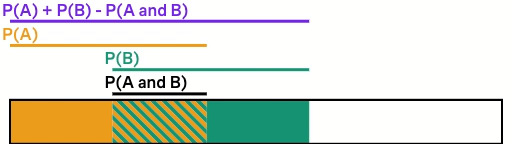 P(A) + P(B) - P(A and B)
P(A)
P(B)
P(A and B)